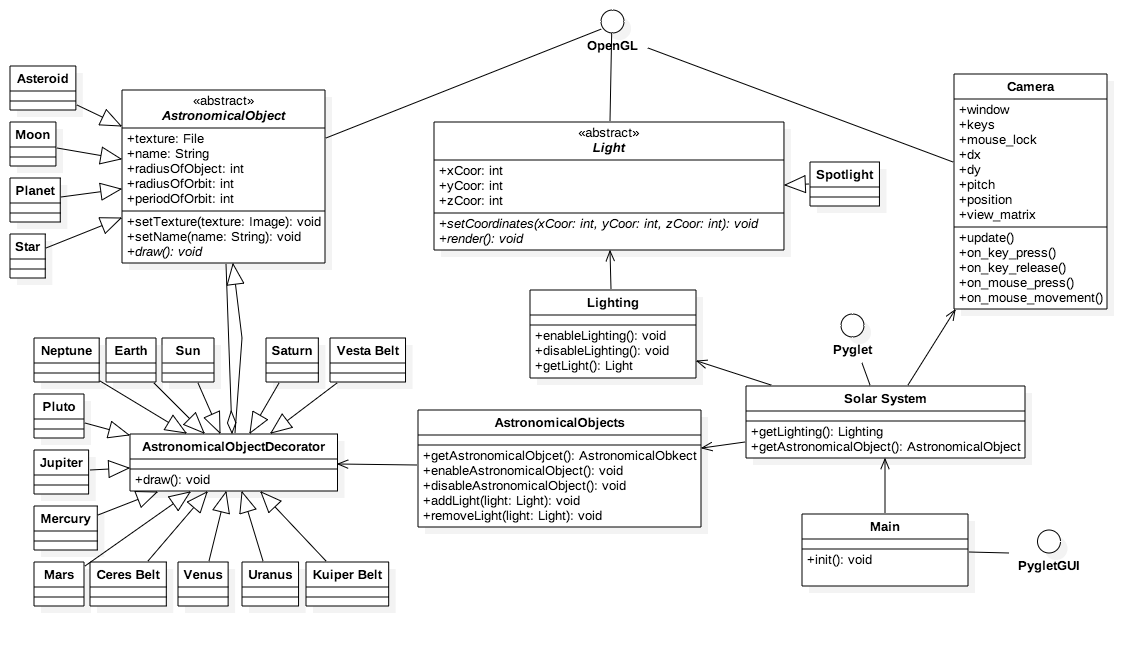 OpenGL
Asteroid
Moon
Planet
Star
«abstract»
AstronomicalObject
+texture: File
+name: String
+radiusOfObject: int
+radiusOfOrbit: int
+periodOfOrbit: int
+setTexture(texture: Image): void
+setName(name: String): void
+draw(): void
«abstract»
Light
+xCoor: int
+yCoor: int
+zCoor: int
+setCoordinates(xCoor: int, yCoor: int, zCoor: int): void
+render(): void
Spotlight
Camera
+window
+keys
+mouse_lock
+dx
+dy
+pitch
+position
+view_matrix
+update()
+on_key_press()
+on_key_release()
+on_mouse_press()
+on_mouse_movement()
Lighting
+enableLighting(): void
+disableLighting(): void
+getLight(): Light
Pyglet
Neptune
Earth
Sun
Saturn
Vesta Belt
Pluto
Jupiter
Mercury
AstronomicalObjectDecorator
+draw(): void
AstronomicalObjects
+getAstronomicalObjcet(): AstronomicalObkect
+enableAstronomicalObject(): void
+disableAstronomicalObject(): void
+addLight(light: Light): void
+removeLight(light: Light): void
Solar System
+getLighting(): Lighting
+getAstronomicalObject(): AstronomicalObject
Main
+init(): void
PygletGUI
Mars
Ceres Belt
Venus
Uranus
Kuiper Belt